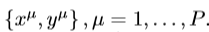 {x^μ, y^μ}, μ = 1, . . . , P.